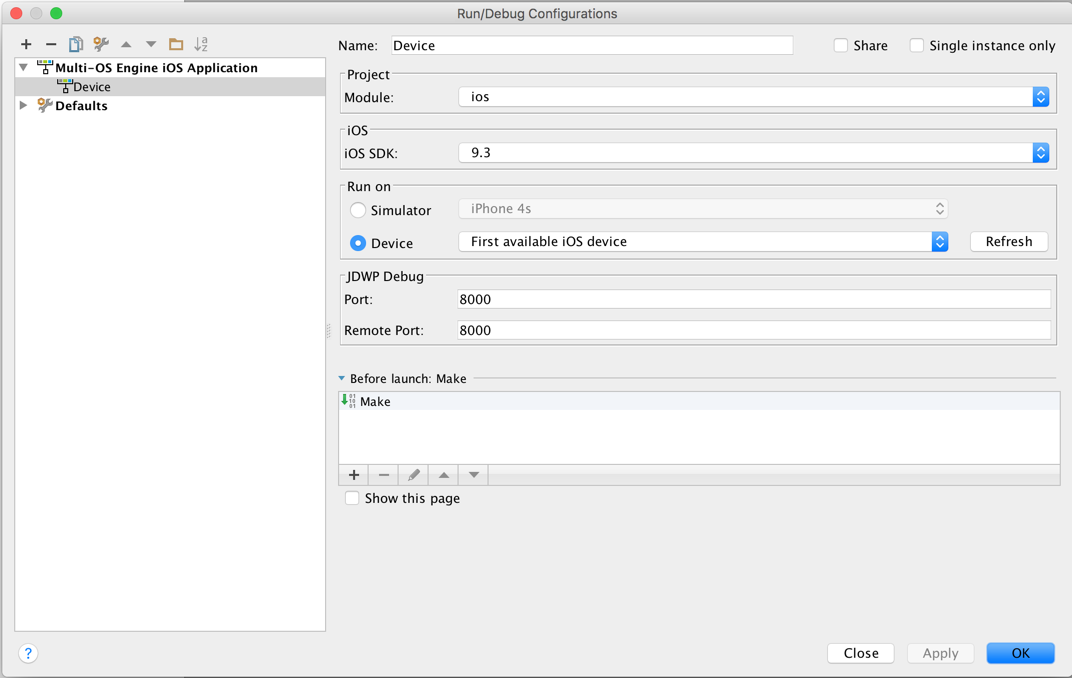 Run/Debug Configurations
Name: Device Share Single instance only
Multi-OS Engine iOS Application
Device
Defaults
Project
Module: ios
iOS
iOS SDK: 9.3
Run on
Simulator iPhone 4s
Device First available iOS device Refresh
JDWP Debug
Port: 8000
Remote Port: 8000
Before launch: Make
Make
Show this page
? Close Apply OK